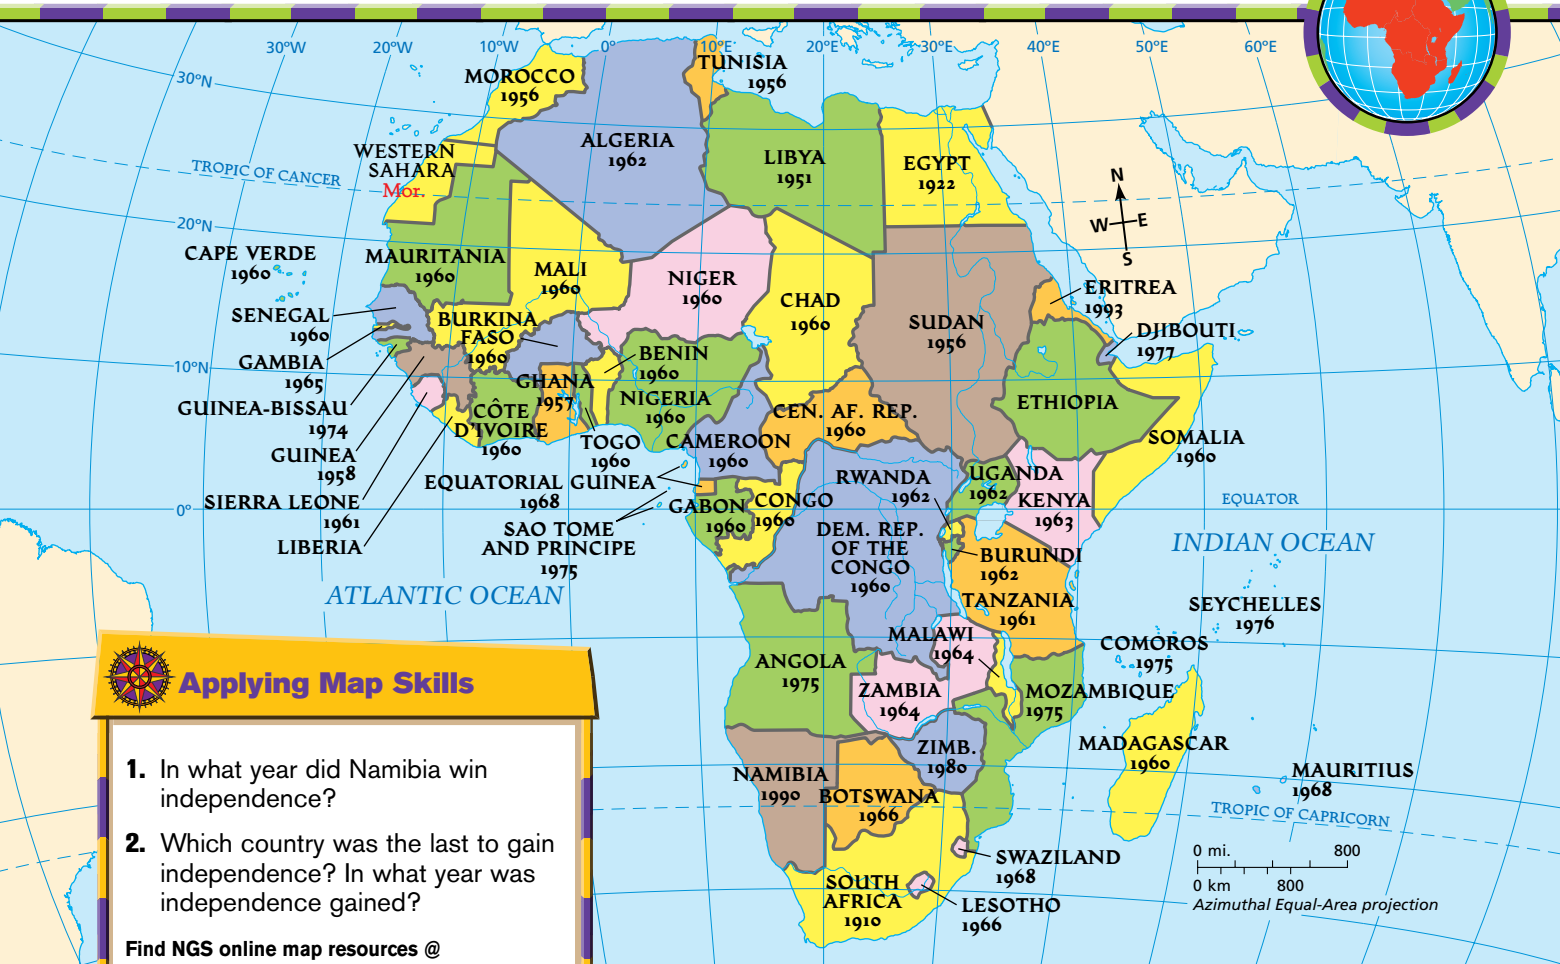 30°W
20°W
10°W
0°
10°E
20°E
30°E
40°E
50°E
60°E
30°N
TROPIC OF CANCER
20°N
10°N
0°
MOROCCO
1956
TUNISIA
1956
ALGERIA
1962
LIBYA
1951
EGYPT
1922
WESTERN
SAHARA
Mor.
CAPE VERDE
1960
MAURITANIA
1960
MALI
1960
NIGER
1960
CHAD
1960
SUDAN
1956
ERITREA
1993
DJIBOUTI
1977
SENEGAL
1960
GAMBIA
1965
GUINEA-BISSAU
1974
GUINEA
1958
SIERRA LEONE
1961
LIBERIA
BURKINA
FASO
1960
GHANA
1957
CÔTE
D'IVOIRE
1960
BENIN
1960
NIGERIA
1960
TOGO
1960
CAMEROON
1960
CEN. AF. REP.
1960
ETHIOPIA
SOMALIA
1960
EQUATORIAL GUINEA
1968
SAO TOME
AND PRINCIPE
1975
GABON
1960
CONGO
1960
RWANDA
1962
UGANDA
1962
KENYA
1963
DEM. REP.
OF THE
CONGO
1960
BURUNDI
1962
TANZANIA
1961
EQUATOR
INDIAN OCEAN
ATLANTIC OCEAN
SEYCHELLES
1976
COMOROS
1975
MALAWI
1964
ANGOLA
1975
ZAMBIA
1964
MOZAMBIQUE
1975
MADAGASCAR
1960
MAURITIUS
1968
ZIMB.
1980
NAMIBIA
1990
BOTSWANA
1966
TROPIC OF CAPRICORN
SWAZILAND
1968
SOUTH
AFRICA
1910
LESOTHO
1966
N
W
E
S
0 mi.
800
0 km
800
Azimuthal Equal-Area projection
Applying Map Skills
1. In what year did Namibia win
independence?
2. Which country was the last to gain
independence? In what year was
independence gained?
Find NGS online map resources @